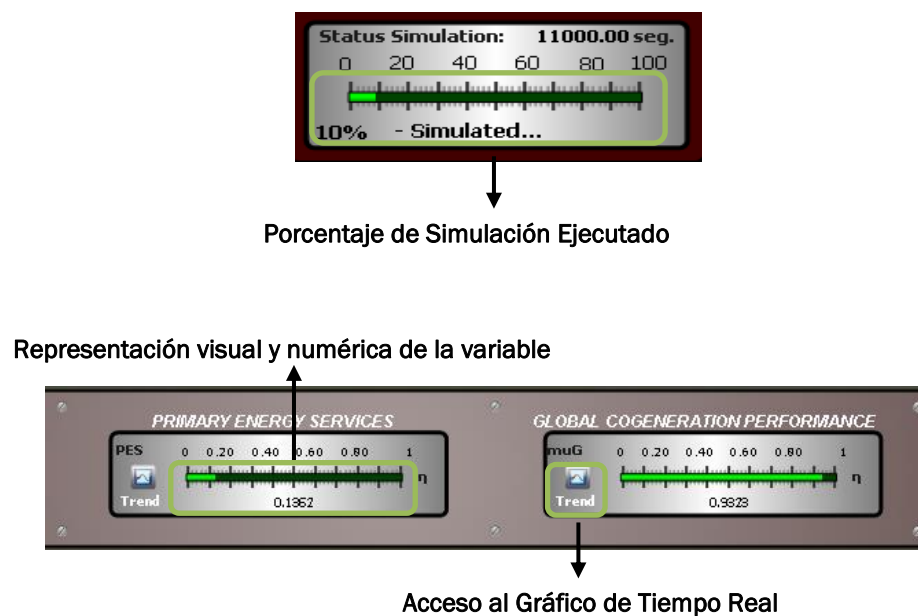 Status Simulation: 11000.00 seg.
0 20 40 60 80 100
10% - Simulated...
Porcentaje de Simulación Ejecutado
Representación visual y numérica de la variable
PRIMARY ENERGY SERVICES
PES 0 0.20 0.40 0.60 0.80 1
η
Trend 0.1362
GLOBAL COGENERATION PERFORMANCE
muG 0 0.20 0.40 0.60 0.80 1
η
Trend 0.9323
Acceso al Gráfico de Tiempo Real